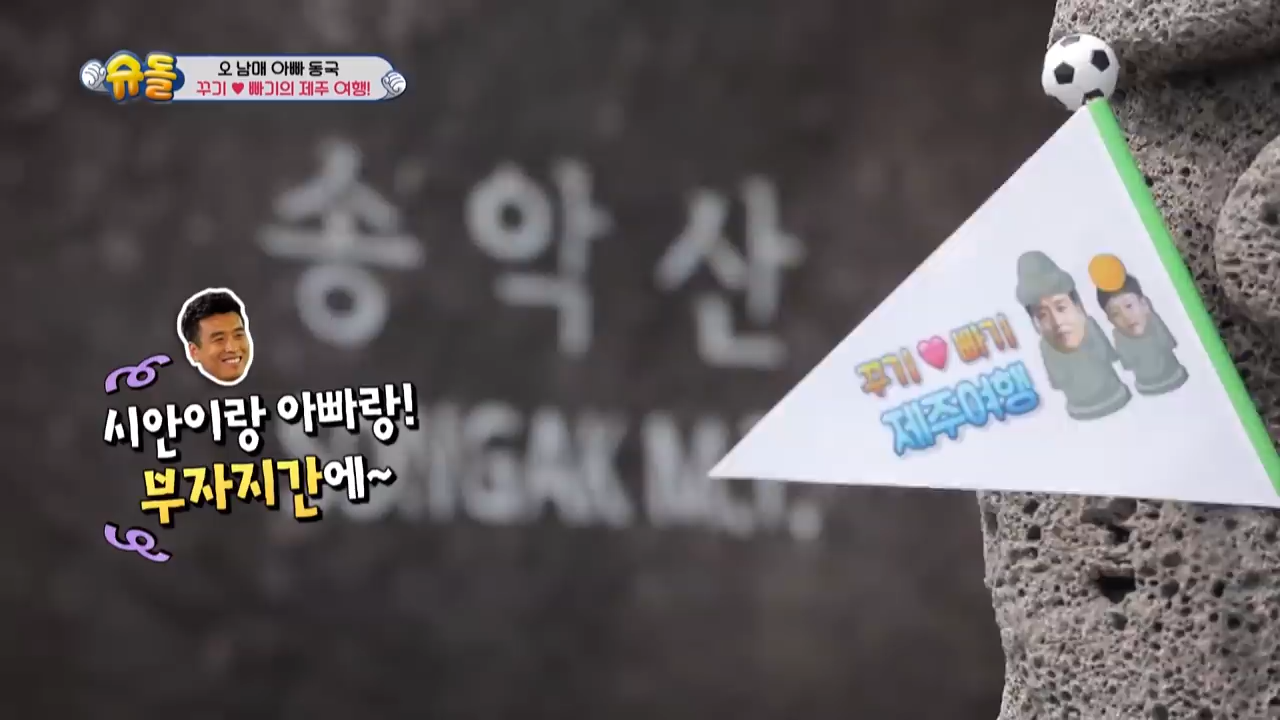 슈돌
오 남매 아빠 동국
꾸기 ♥ 빠기의 제주 여행!
송악산
SONGAK M.T.
꾸기 ♥ 빠기
제주여행
시안이랑 아빠랑!
부자지간에~